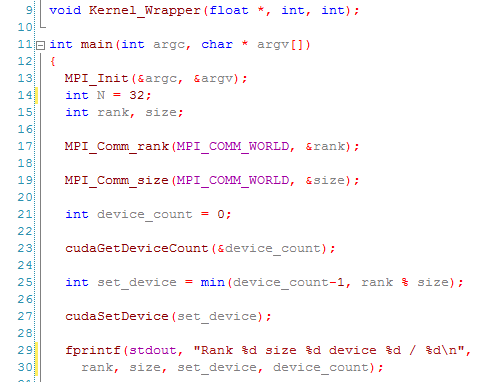 9 void Kernel_Wrapper(float *, int, int);
10
11 int main(int argc, char * argv[])
12 {
13 MPI_Init(&argc, &argv);
14 int N = 32;
15 int rank, size;
16
17 MPI_Comm_rank(MPI_COMM_WORLD, &rank);
18
19 MPI_Comm_size(MPI_COMM_WORLD, &size);
20
21 int device_count = 0;
22
23 cudaGetDeviceCount(&device_count);
24
25 int set_device = min(device_count-1, rank % size);
26
27 cudaSetDevice(set_device);
28
29 fprintf(stdout, "Rank %d size %d device %d / %d\n",
30 rank, size, set_device, device_count);